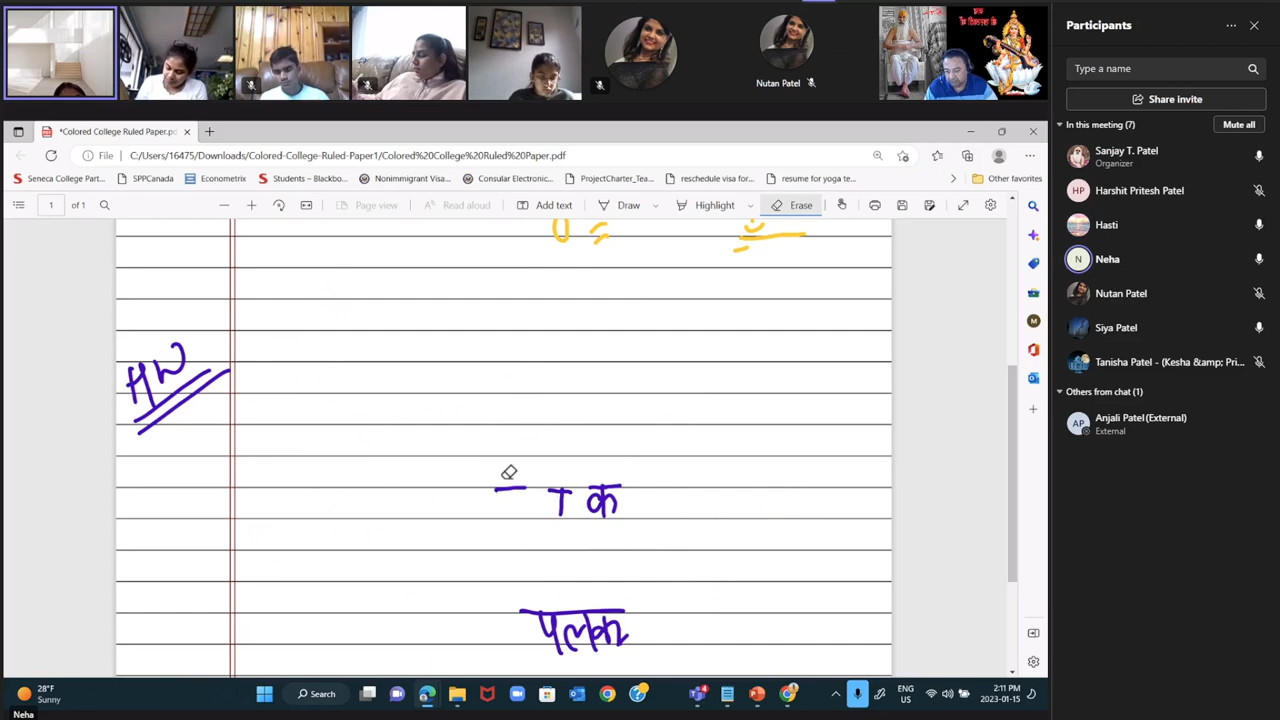 Nutan Patel
Participants
Type a name
Share invite
In this meeting (7)
Mute all
Sanjay T. Patel
Organizer
HP
Harshit Pritesh Patel
Hasti
N
Neha
Nutan Patel
Siya Patel
Tanisha Patel - (Kesha &amp; Pri...
Others from chat (1)
AP
Anjali Patel (External)
External
*Colored College Ruled Paper.pd
File
C:/Users/16475/Downloads/Colored-College-Ruled-Paper1/Colored%20College%20Ruled%20Paper.pdf
Seneca College Part...
SPPCanada
Econometrix
Students – Blackbo...
Nonimmigrant Visa...
Consular Electronic...
ProjectCharter_Tea...
reschedule visa for...
resume for yoga te...
Other favorites
1
of 1
Page view
Read aloud
Add text
Draw
Highlight
Erase
HW
क
पलक
28°F
Sunny
Search
ENG
US
2:11 PM
2023-01-15
Neha